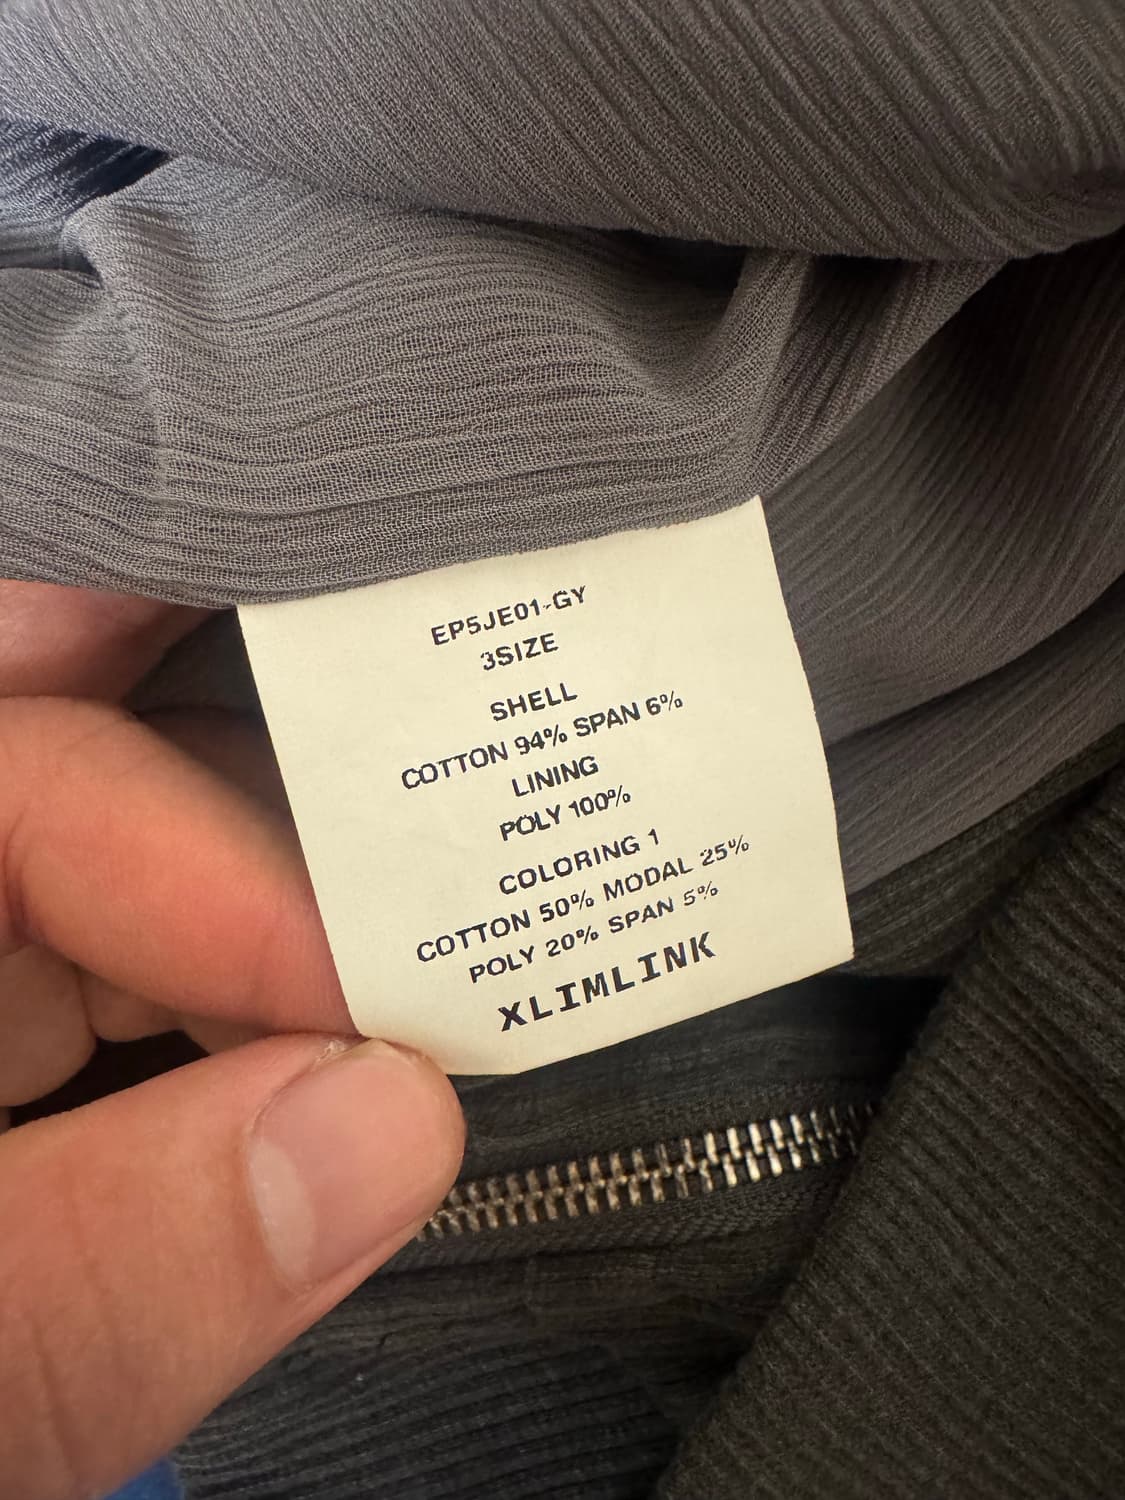 EP5JE01-GY
3SIZE
SHELL
COTTON 94% SPAN 6%
LINING
POLY 100%
COLORING 1
COTTON 50% MODAL 25%
POLY 20% SPAN 5%
XLIMLINK